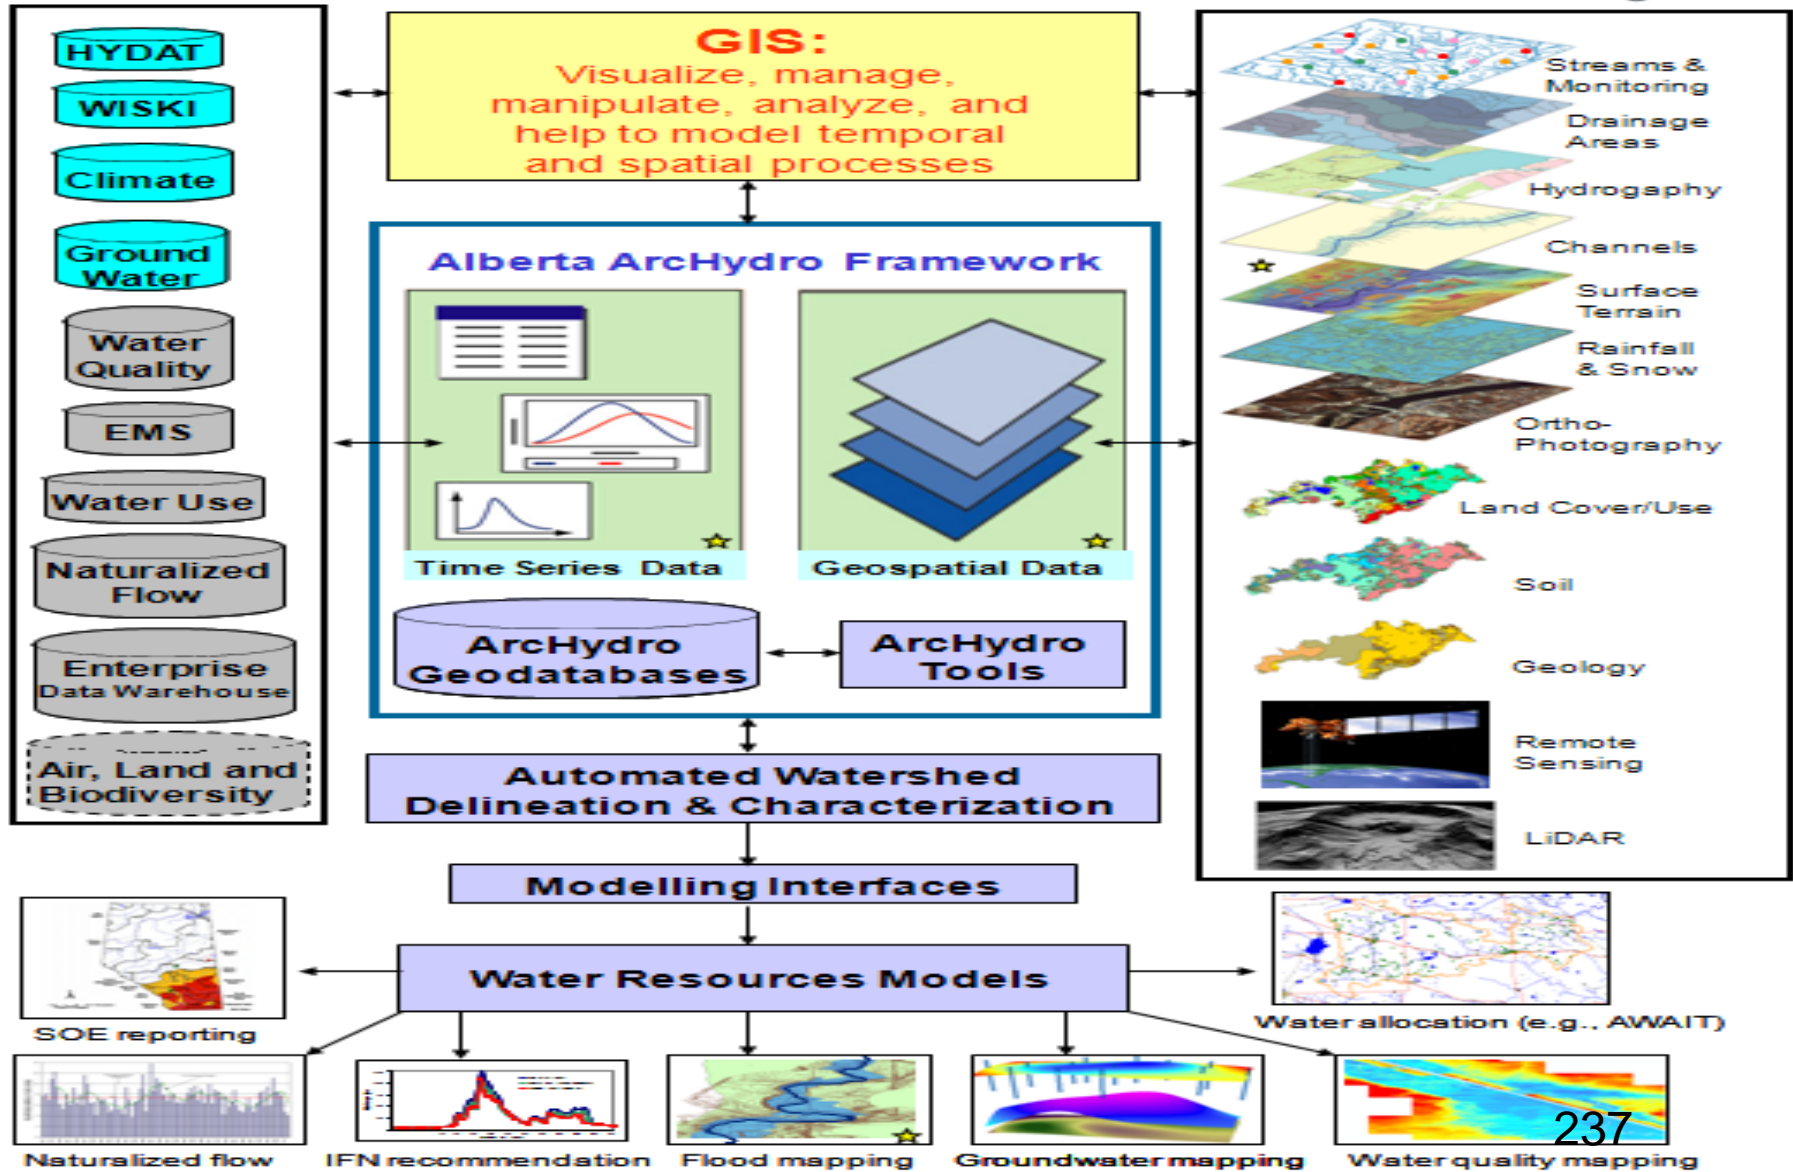 HYDAT
WISKI
Climate
Ground
Water
Water
Quality
EMS
Water Use
Naturalized
Flow
Enterprise
Data Warehouse
Air, Land and
Biodiversity
GIS:
Visualize, manage,
manipulate, analyze, and
help to model temporal
and spatial processes
Alberta ArcHydro Framework
Time Series Data
Geospatial Data
ArcHydro
Geodatabases
ArcHydro
Tools
Automated Watershed
Delineation & Characterization
Modelling Interfaces
Water Resources Models
Streams &
Monitoring
Drainage
Areas
Hydrogaphy
Channels
Surface
Terrain
Rainfall
& Snow
Ortho-
Photography
Land Cover/Use
Soil
Geology
Remote
Sensing
LiDAR
SOE reporting
Water allocation (e.g., AWAIT)
Naturalized flow
IFN recommendation
Flood mapping
Groundwater mapping
Water quality mapping
237